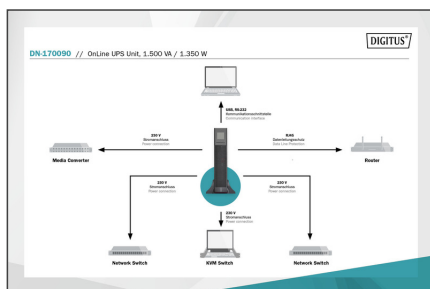 DIGITUS®
DN-170090 // OnLine UPS Unit, 1.500 VA / 1.350 W
USB, RS-232
Kommunikationsschnittstelle
Communication interface
230 V
Stromanschluss
Power connection
RJ45
Datenleitungsschutz
Data Line Protection
Media Converter
Router
230 V
Stromanschluss
Power connection
230 V
Stromanschluss
Power connection
230 V
Stromanschluss
Power connection
Network Switch
KVM Switch
Network Switch